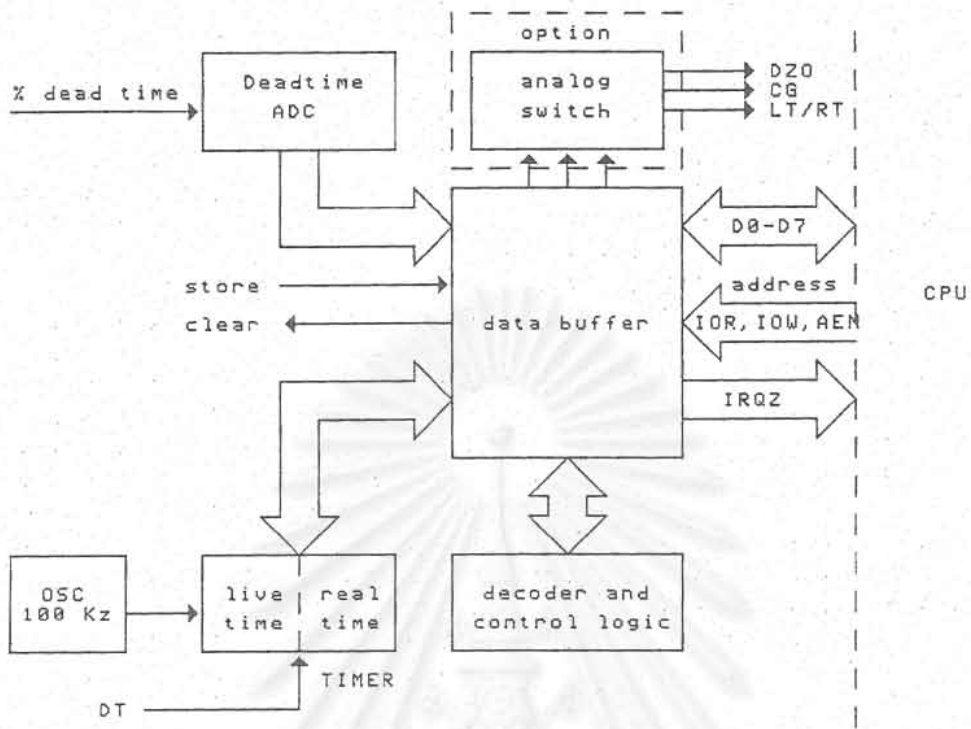 option
Deadtime
ADC
% dead time
analog
switch
DZO
CG
LT/RT
D0-D7
address
IOR, IOW, AEN
IRQZ
CPU
store
clear
data buffer
OSC
100 Kz
live
time
real
time
TIMER
DT
decoder and
control logic